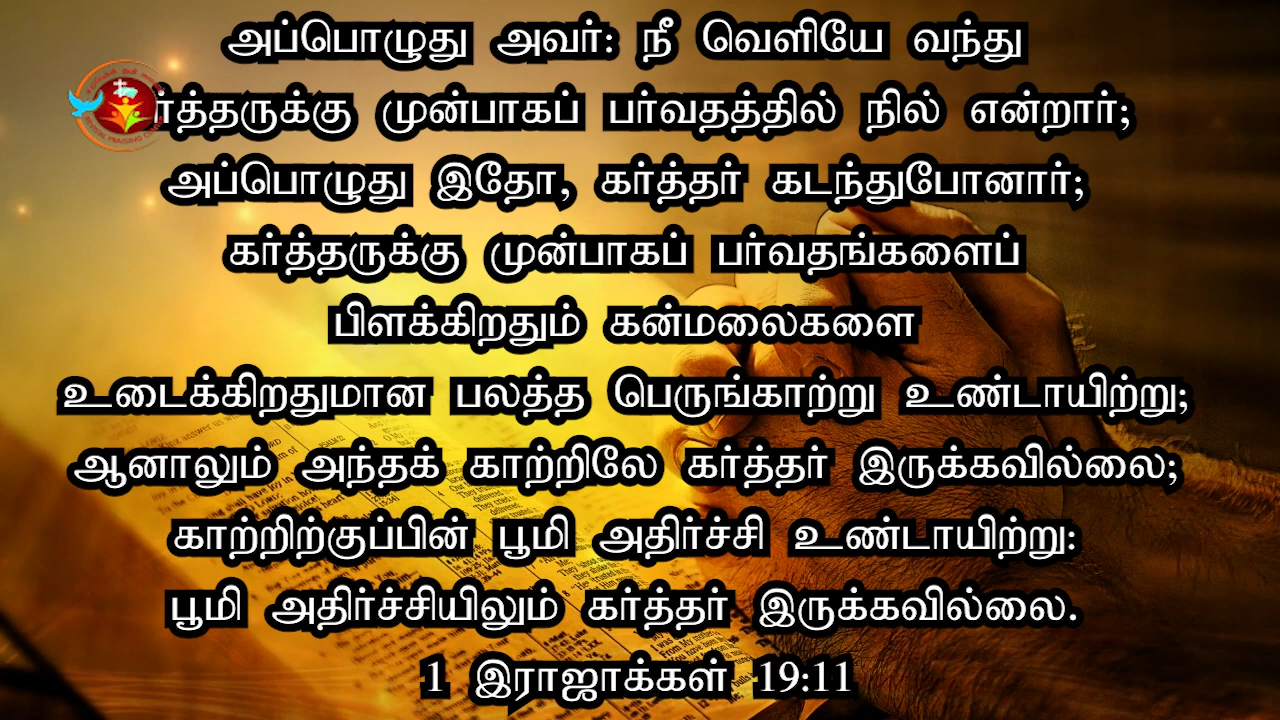 அப்பொழுது அவர்: நீ வெளியே வந்து
முன்பாகப் பர்வதத்தில் நில் என்றார்;
அப்பொழுது இதோ, கர்த்தர் கடந்துபோனார்;
கர்த்தருக்கு முன்பாகப் பர்வதங்களைப்
பிளக்கிறதும் கன்மலைகளை
உடைக்கிறதுமான பலத்த பெருங்காற்று உண்டாயிற்று;
ஆனாலும் அந்தக் காற்றிலே கர்த்தர் இருக்கவில்லை;
காற்றிற்குப்பின் பூமி அதிர்ச்சி உண்டாயிற்று:
பூமி அதிர்ச்சியிலும் கர்த்தர் இருக்கவில்லை.
1 இராஜாக்கள் 19:11